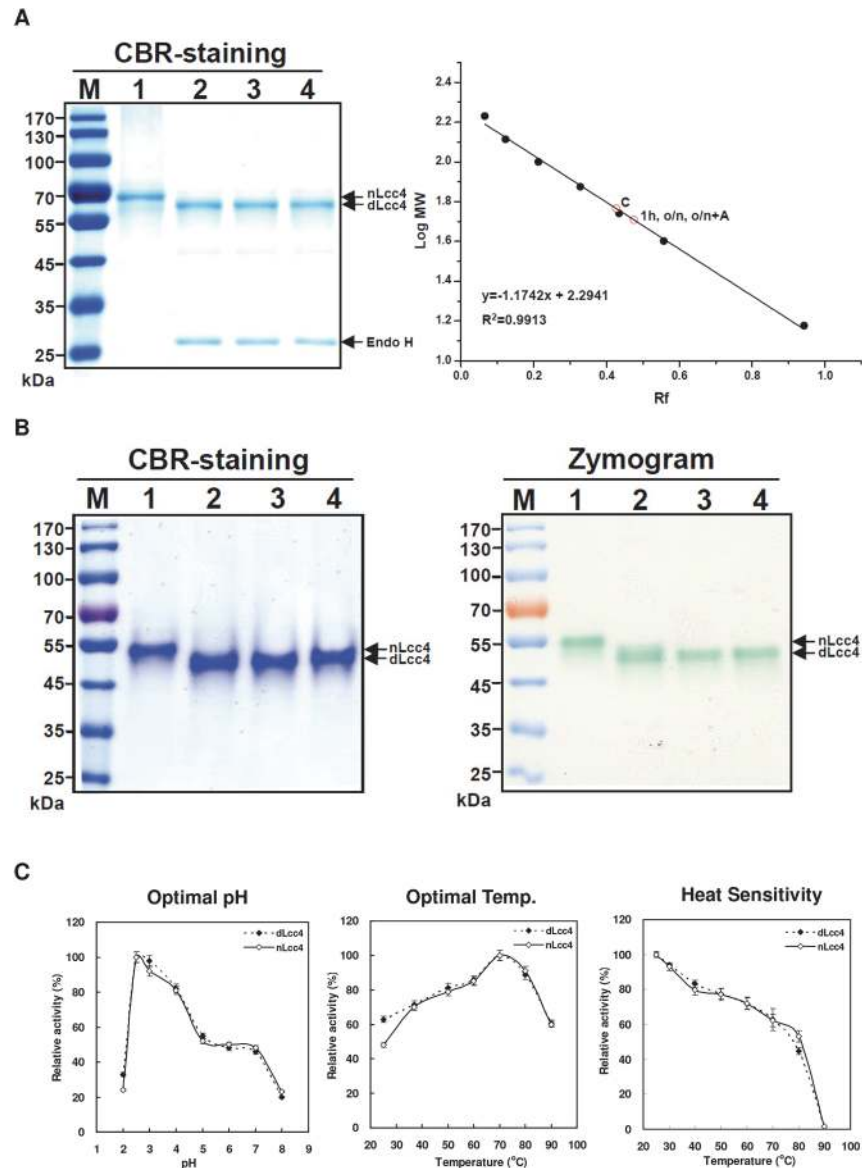 A
CBR-staining
M 1 2 3 4
170
130
100
70
55
45
35
25
kDa
nLcc4
dLcc4
Endo H
2.4
2.2
2.0
1.8
1.6
1.4
1.2
1.0
Log MW
C
1h, o/n, o/n+A
y=-1.1742x + 2.2941
R²=0.9913
0.0 0.2 0.4 0.6 0.8 1.0
Rf
B
CBR-staining
M 1 2 3 4
170
130
100
70
55
45
35
25
kDa
nLcc4
dLcc4
Zymogram
M 1 2 3 4
170
130
100
70
55
45
35
25
kDa
nLcc4
dLcc4
C
Optimal pH
120
100
80
60
40
20
0
Relative activity (%)
dLcc4
nLcc4
1 2 3 4 5 6 7 8 9
pH
Optimal Temp.
120
100
80
60
40
20
0
Relative activity (%)
dLcc4
nLcc4
20 30 40 50 60 70 80 90 100
Temperature (°C)
Heat Sensitivity
120
100
80
60
40
20
0
Relative activity (%)
dLcc4
nLcc4
20 30 40 50 60 70 80 90 100
Temperature (°C)